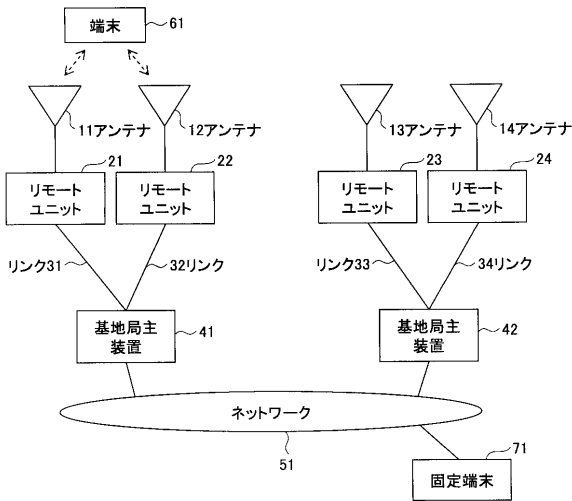 端末 61
11アンテナ 12アンテナ 13アンテナ 14アンテナ
21 22 23 24
リモート リモート リモート リモート
ユニット ユニット ユニット ユニット
リンク31 32リンク リンク33 34リンク
基地局主 基地局主
装置 装置
41 42
ネットワーク
51
71
固定端末